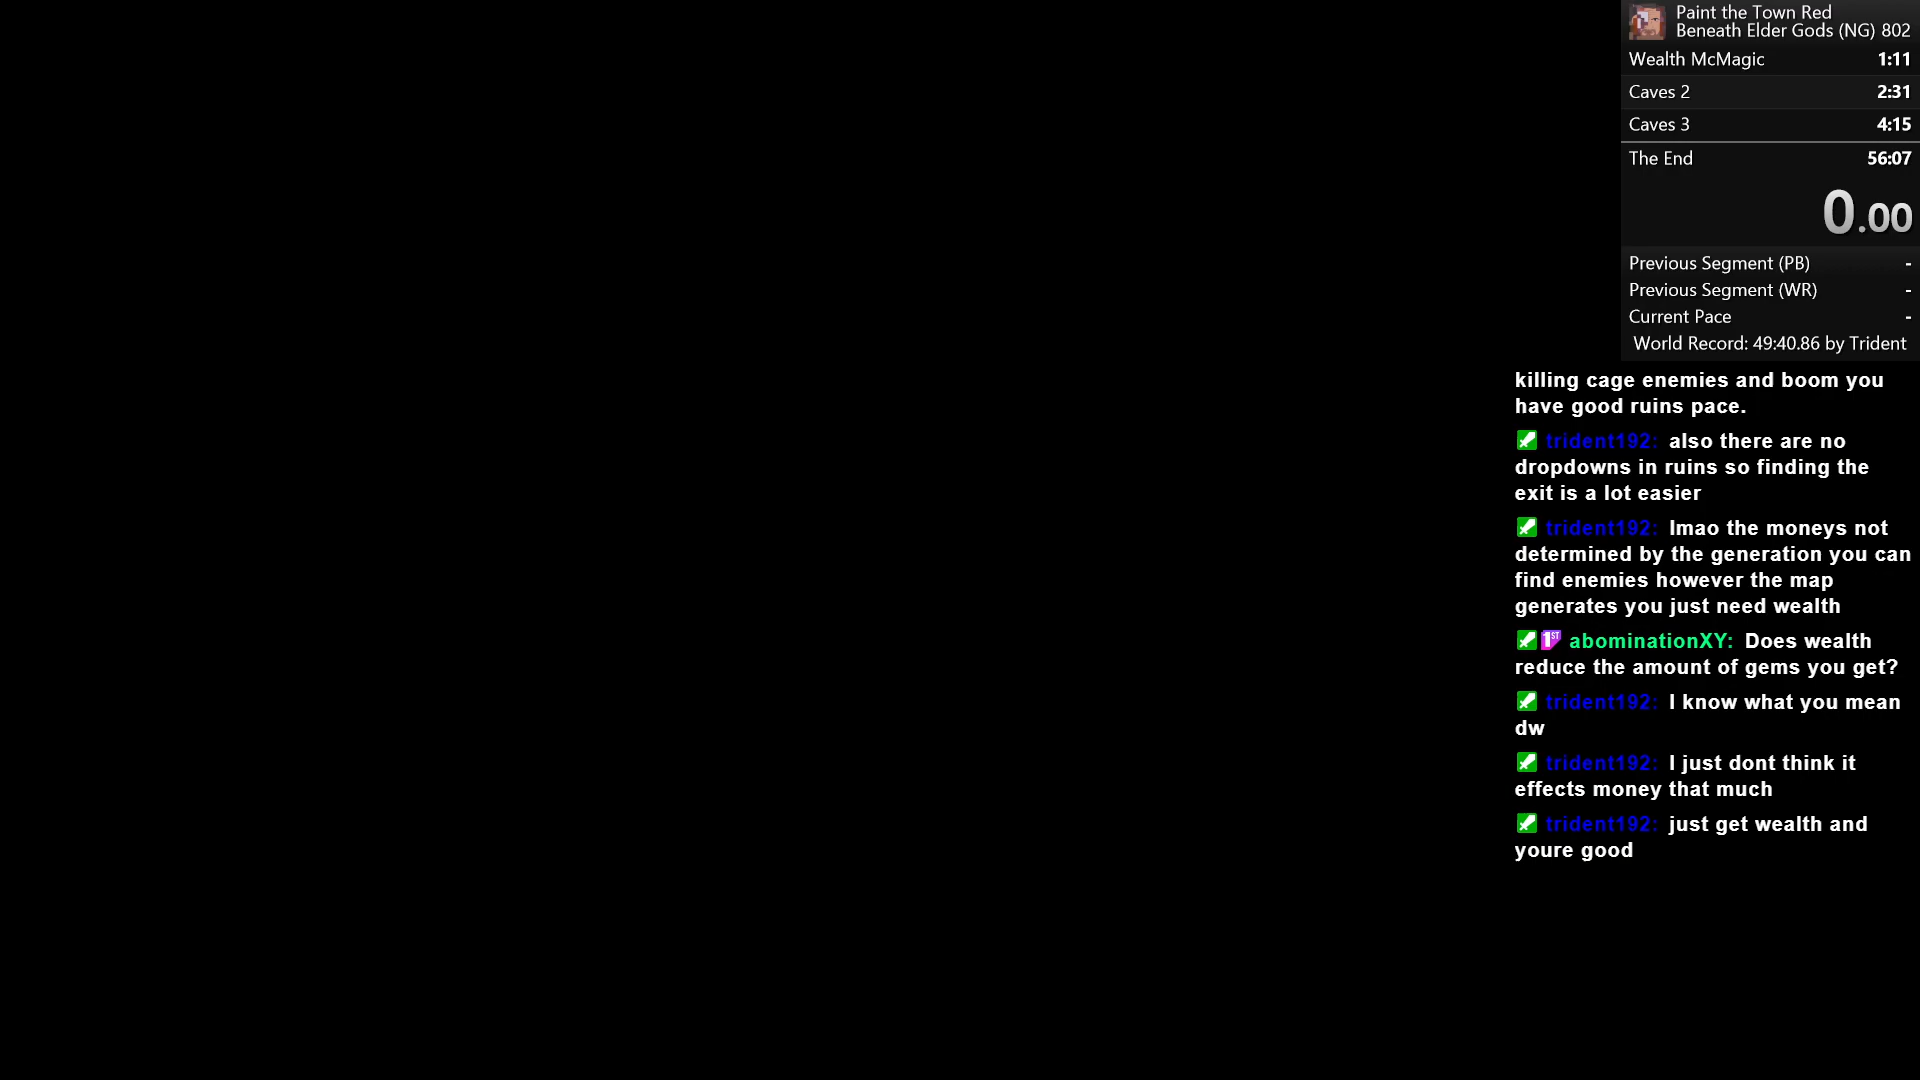 Paint the Town Red
Beneath Elder Gods (NG) 802
Wealth McMagic 1:11
Caves 2 2:31
Caves 3 4:15
The End 56:07
0.00
Previous Segment (PB) -
Previous Segment (WR) -
Current Pace -
World Record: 49:40.86 by Trident
killing cage enemies and boom you
have good ruins pace.
trident192: also there are no
dropdowns in ruins so finding the
exit is a lot easier
trident192: lmao the moneys not
determined by the generation you can
find enemies however the map
generates you just need wealth
1ST abominationXY: Does wealth
reduce the amount of gems you get?
trident192: I know what you mean
dw
trident192: I just dont think it
effects money that much
trident192: just get wealth and
youre good